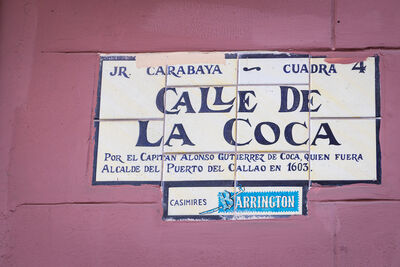 JR. CARABAYA ~ CUADRA 4
CALLE DE
LA COCA
POR EL CAPITAN ALONSO GUTIERREZ DE COCA, QUIEN FUERA
ALCALDE DEL PUERTO DEL CALLAO EN 1603.
CASIMIRES BARRINGTON